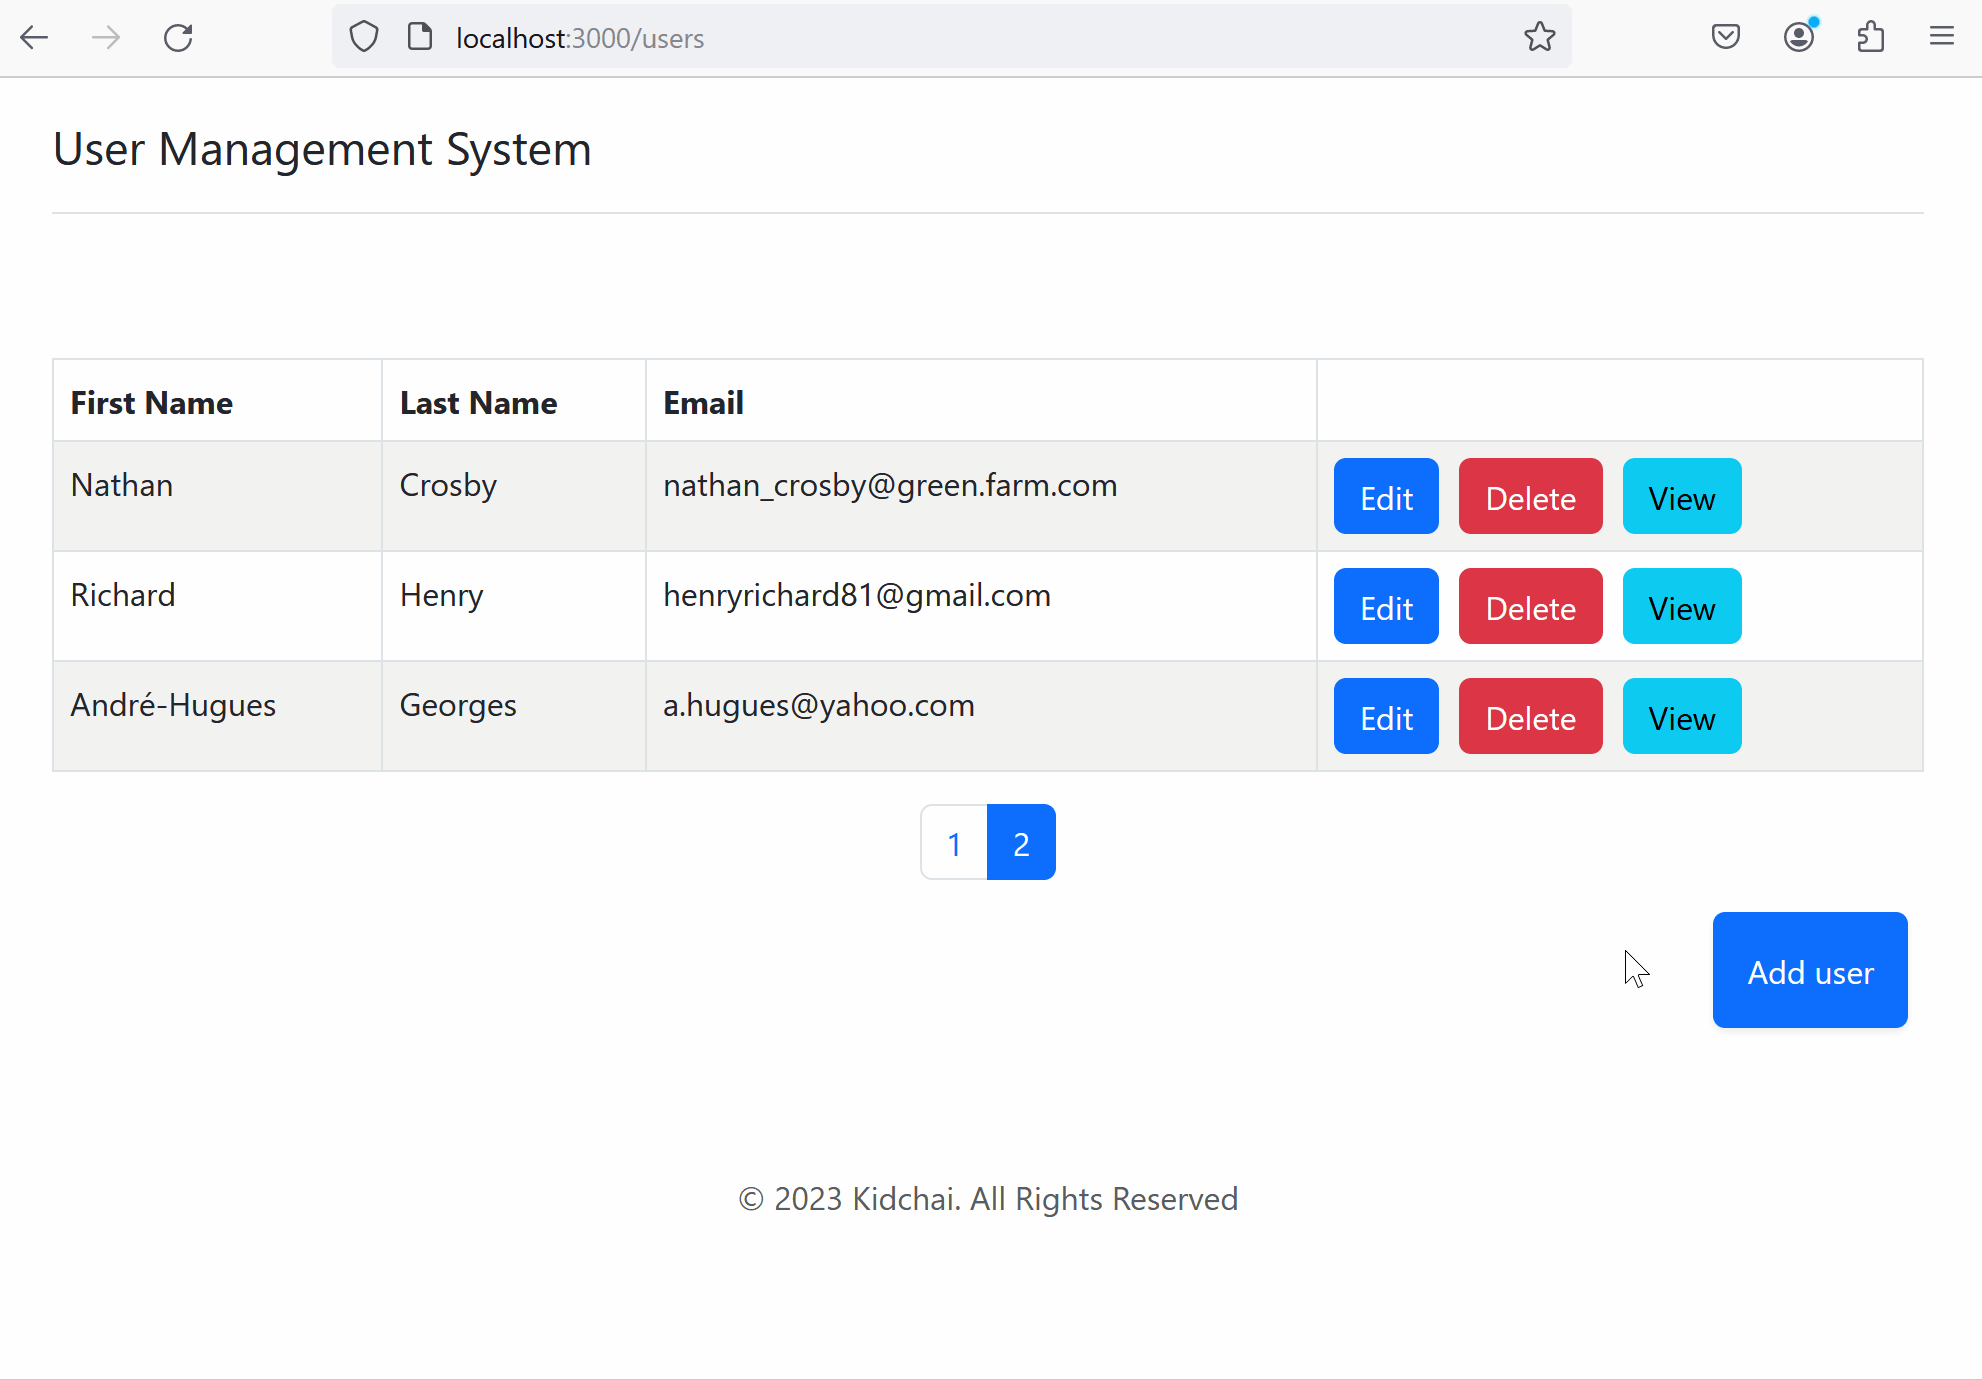 localhost:3000/users
User Management System
First Name Last Name Email
Nathan Crosby nathan_crosby@green.farm.com Edit Delete View
Richard Henry henryrichard81@gmail.com Edit Delete View
André-Hugues Georges a.hugues@yahoo.com Edit Delete View
1 2
Add user
© 2023 Kidchai. All Rights Reserved